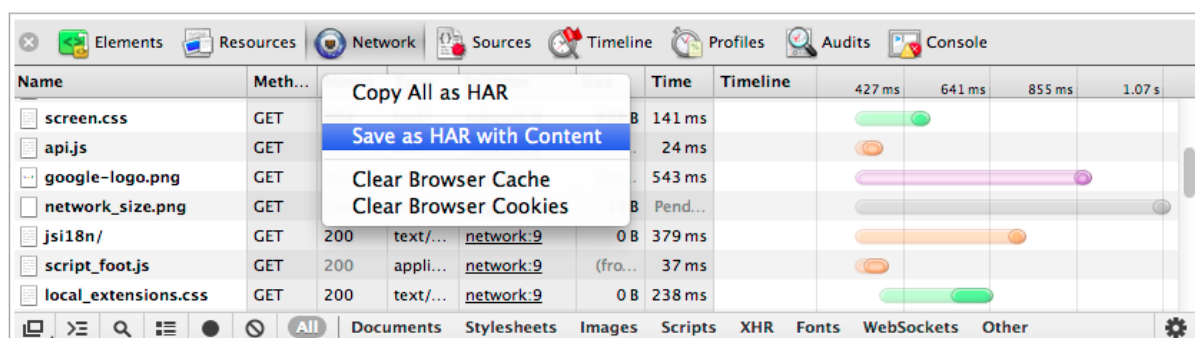 Elements Resources Network Sources Timeline Profiles Audits Console
Name Meth... Time Timeline 427 ms 641 ms 855 ms 1.07 s
Copy All as HAR
screen.css GET B 141 ms
Save as HAR with Content
api.js GET 24 ms
google-logo.png GET 543 ms
Clear Browser Cache
network_size.png GET B Pend...
Clear Browser Cookies
jsi18n/ GET 200 text/... network:9 0 B 379 ms
script_foot.js GET 200 appli... network:9 (fro... 37 ms
local_extensions.css GET 200 text/... network:9 0 B 238 ms
All Documents Stylesheets Images Scripts XHR Fonts WebSockets Other